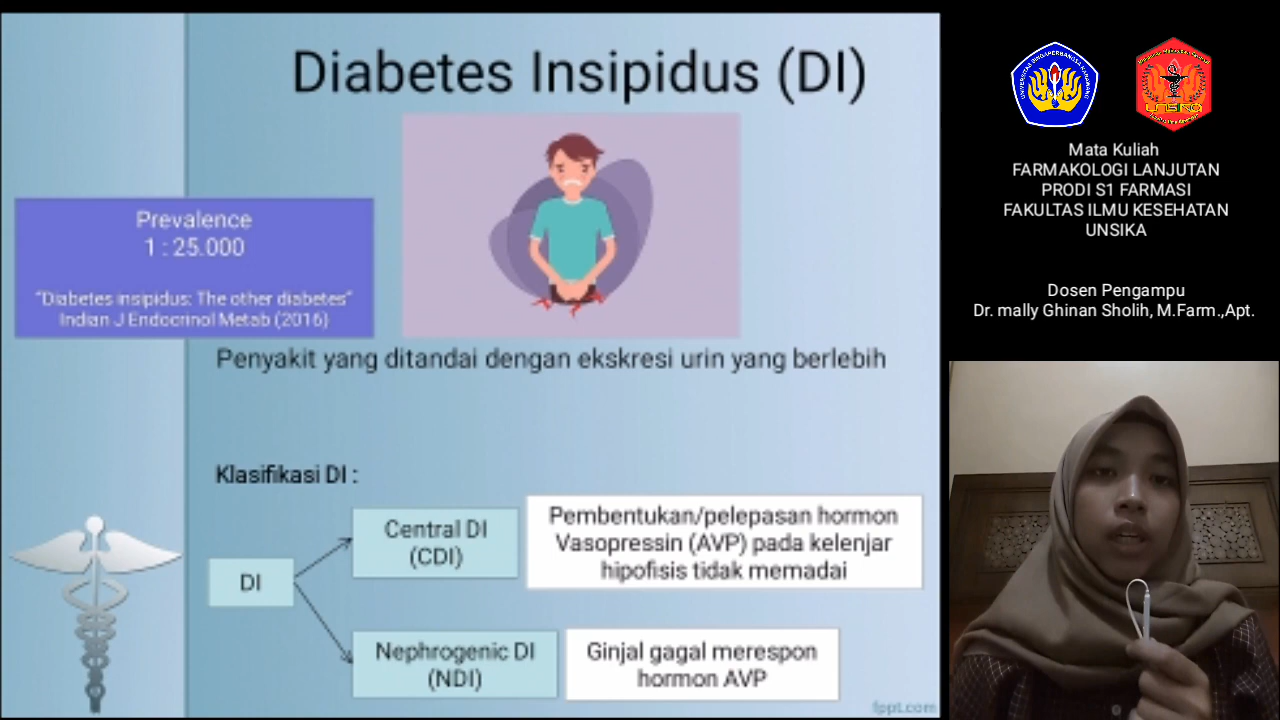 Diabetes Insipidus (DI)
Prevalence
1 : 25.000
"Diabetes insipidus: The other diabetes"
Indian J Endocrinol Metab (2016)
Penyakit yang ditandai dengan ekskresi urin yang berlebih
Klasifikasi DI :
DI
Central DI
(CDI)
Pembentukan/pelepasan hormon
Vasopressin (AVP) pada kelenjar
hipofisis tidak memadai
Nephrogenic DI
(NDI)
Ginjal gagal merespon
hormon AVP
fppt.com
UNSIKA
Mata Kuliah
FARMAKOLOGI LANJUTAN
PRODI S1 FARMASI
FAKULTAS ILMU KESEHATAN
UNSIKA
Dosen Pengampu
Dr. mally Ghinan Sholih, M.Farm.,Apt.